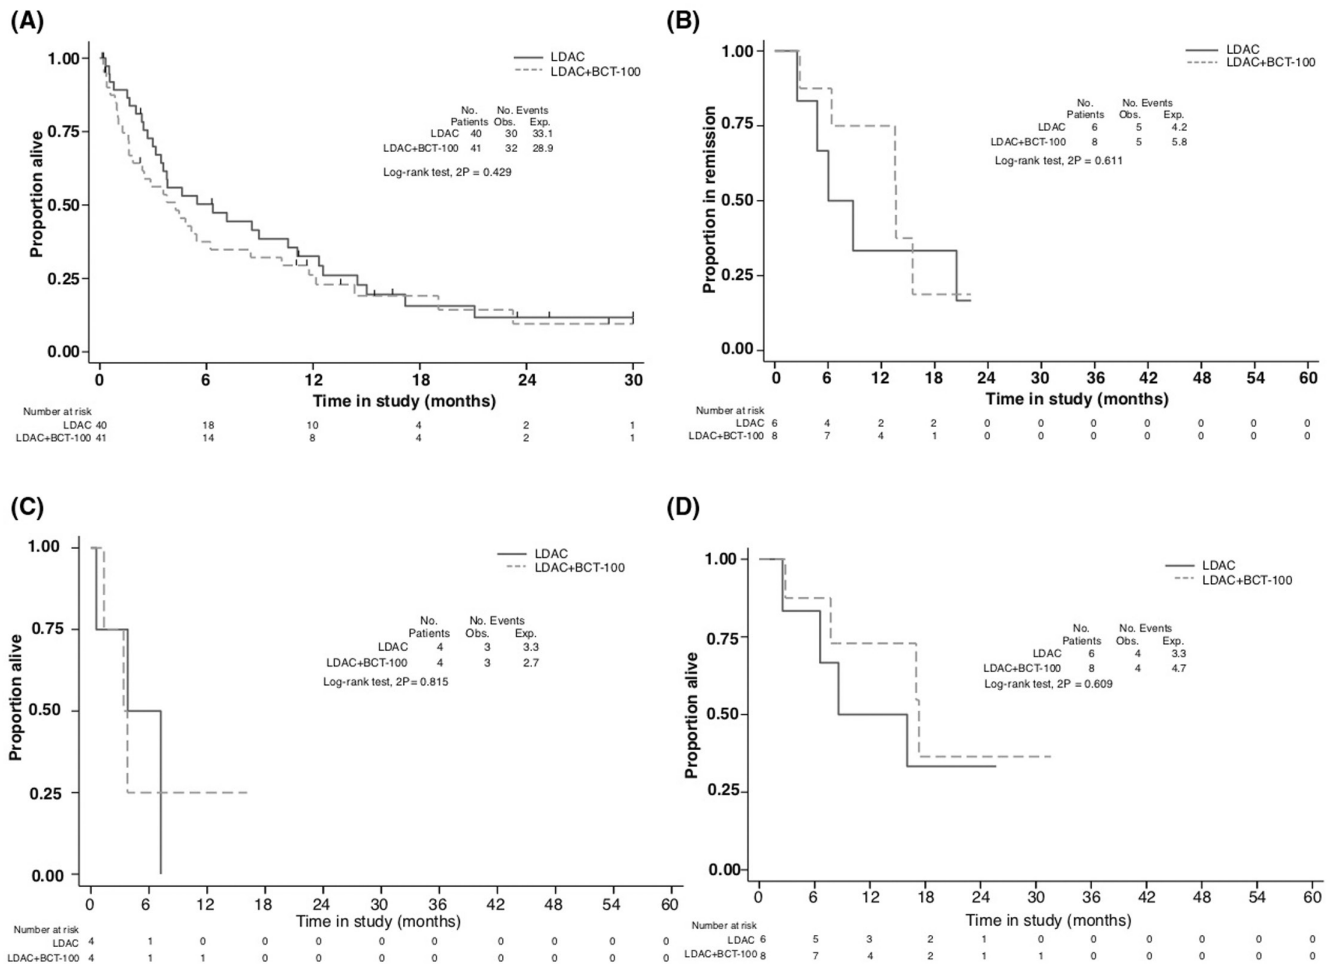 (A)
1.00
0.75
0.50
0.25
0.00
Proportion alive
LDAC
LDAC+BCT-100
No. No. Events
Patients Obs. Exp.
LDAC 40 30 33.1
LDAC+BCT-100 41 32 28.9
Log-rank test, 2P = 0.429
0 6 12 18 24 30
Time in study (months)
Number at risk
LDAC 40 18 10 4 2 1
LDAC+BCT-100 41 14 8 4 2 1
(B)
1.00
0.75
0.50
0.25
0.00
Proportion in remission
LDAC
LDAC+BCT-100
No. No. Events
Patients Obs. Exp.
LDAC 6 5 4.2
LDAC+BCT-100 8 5 5.8
Log-rank test, 2P = 0.611
0 6 12 18 24 30 36 42 48 54 60
Time in study (months)
Number at risk
LDAC 6 4 2 2 0 0 0 0 0 0 0
LDAC+BCT-100 8 7 4 1 0 0 0 0 0 0 0
(C)
1.00
0.75
0.50
0.25
0.00
Proportion alive
LDAC
LDAC+BCT-100
No. No. Events
Patients Obs. Exp.
LDAC 4 3 3.3
LDAC+BCT-100 4 3 2.7
Log-rank test, 2P = 0.815
0 6 12 18 24 30 36 42 48 54 60
Time in study (months)
Number at risk
LDAC 4 1 0 0 0 0 0 0 0 0 0
LDAC+BCT-100 4 1 1 0 0 0 0 0 0 0 0
(D)
1.00
0.75
0.50
0.25
0.00
Proportion alive
LDAC
LDAC+BCT-100
No. No. Events
Patients Obs. Exp.
LDAC 6 4 3.3
LDAC+BCT-100 8 4 4.7
Log-rank test, 2P = 0.609
0 6 12 18 24 30 36 42 48 54 60
Time in study (months)
Number at risk
LDAC 6 5 3 2 1 0 0 0 0 0 0
LDAC+BCT-100 8 7 4 2 1 1 0 0 0 0 0